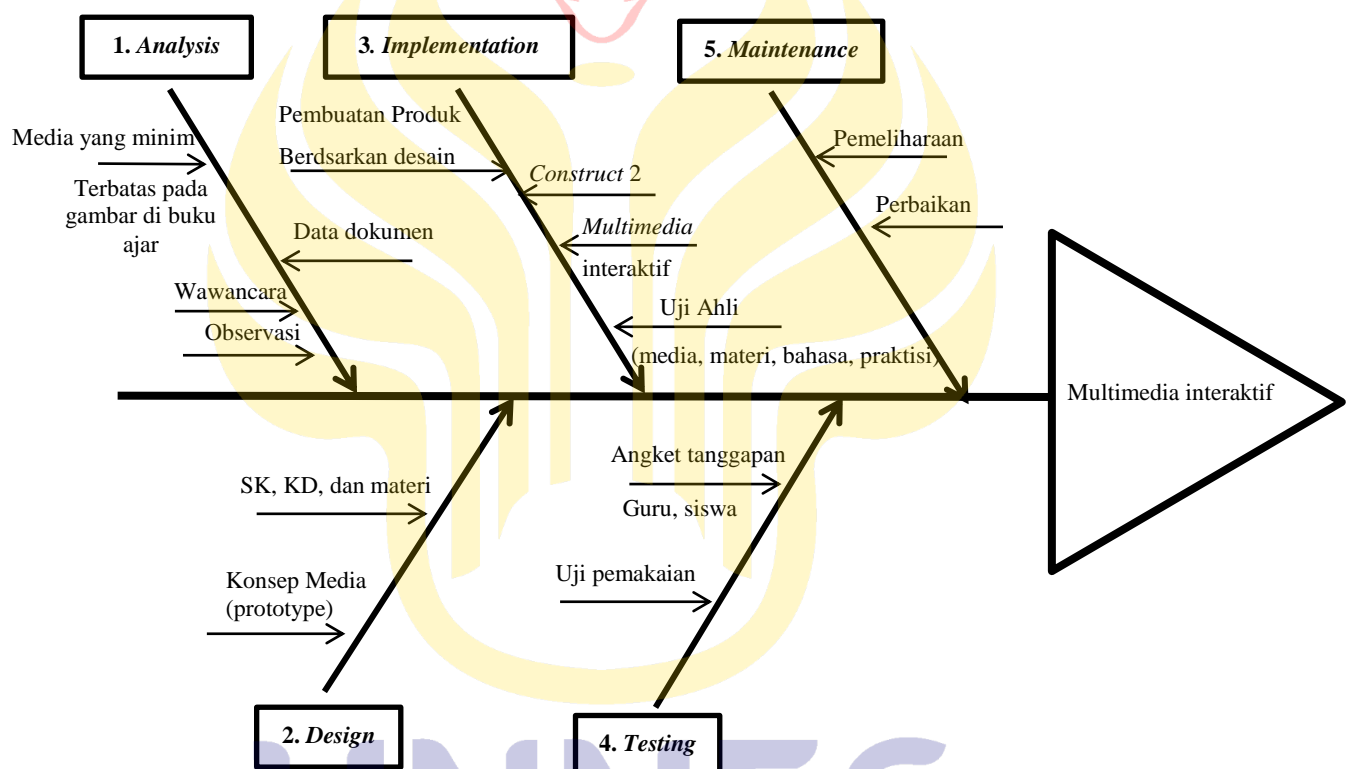 1. Analysis
3. Implementation
5. Maintenance
Media yang minim
Terbatas pada
gambar di buku
ajar
Data dokumen
Wawancara
Observasi
Pembuatan Produk
Berdsarkan desain
Construct 2
Multimedia
interaktif
Uji Ahli
(media, materi, bahasa, praktisi)
Pemeliharaan
Perbaikan
Multimedia interaktif
SK, KD, dan materi
Konsep Media
(prototype)
Angket tanggapan
Guru, siswa
Uji pemakaian
2. Design
4. Testing